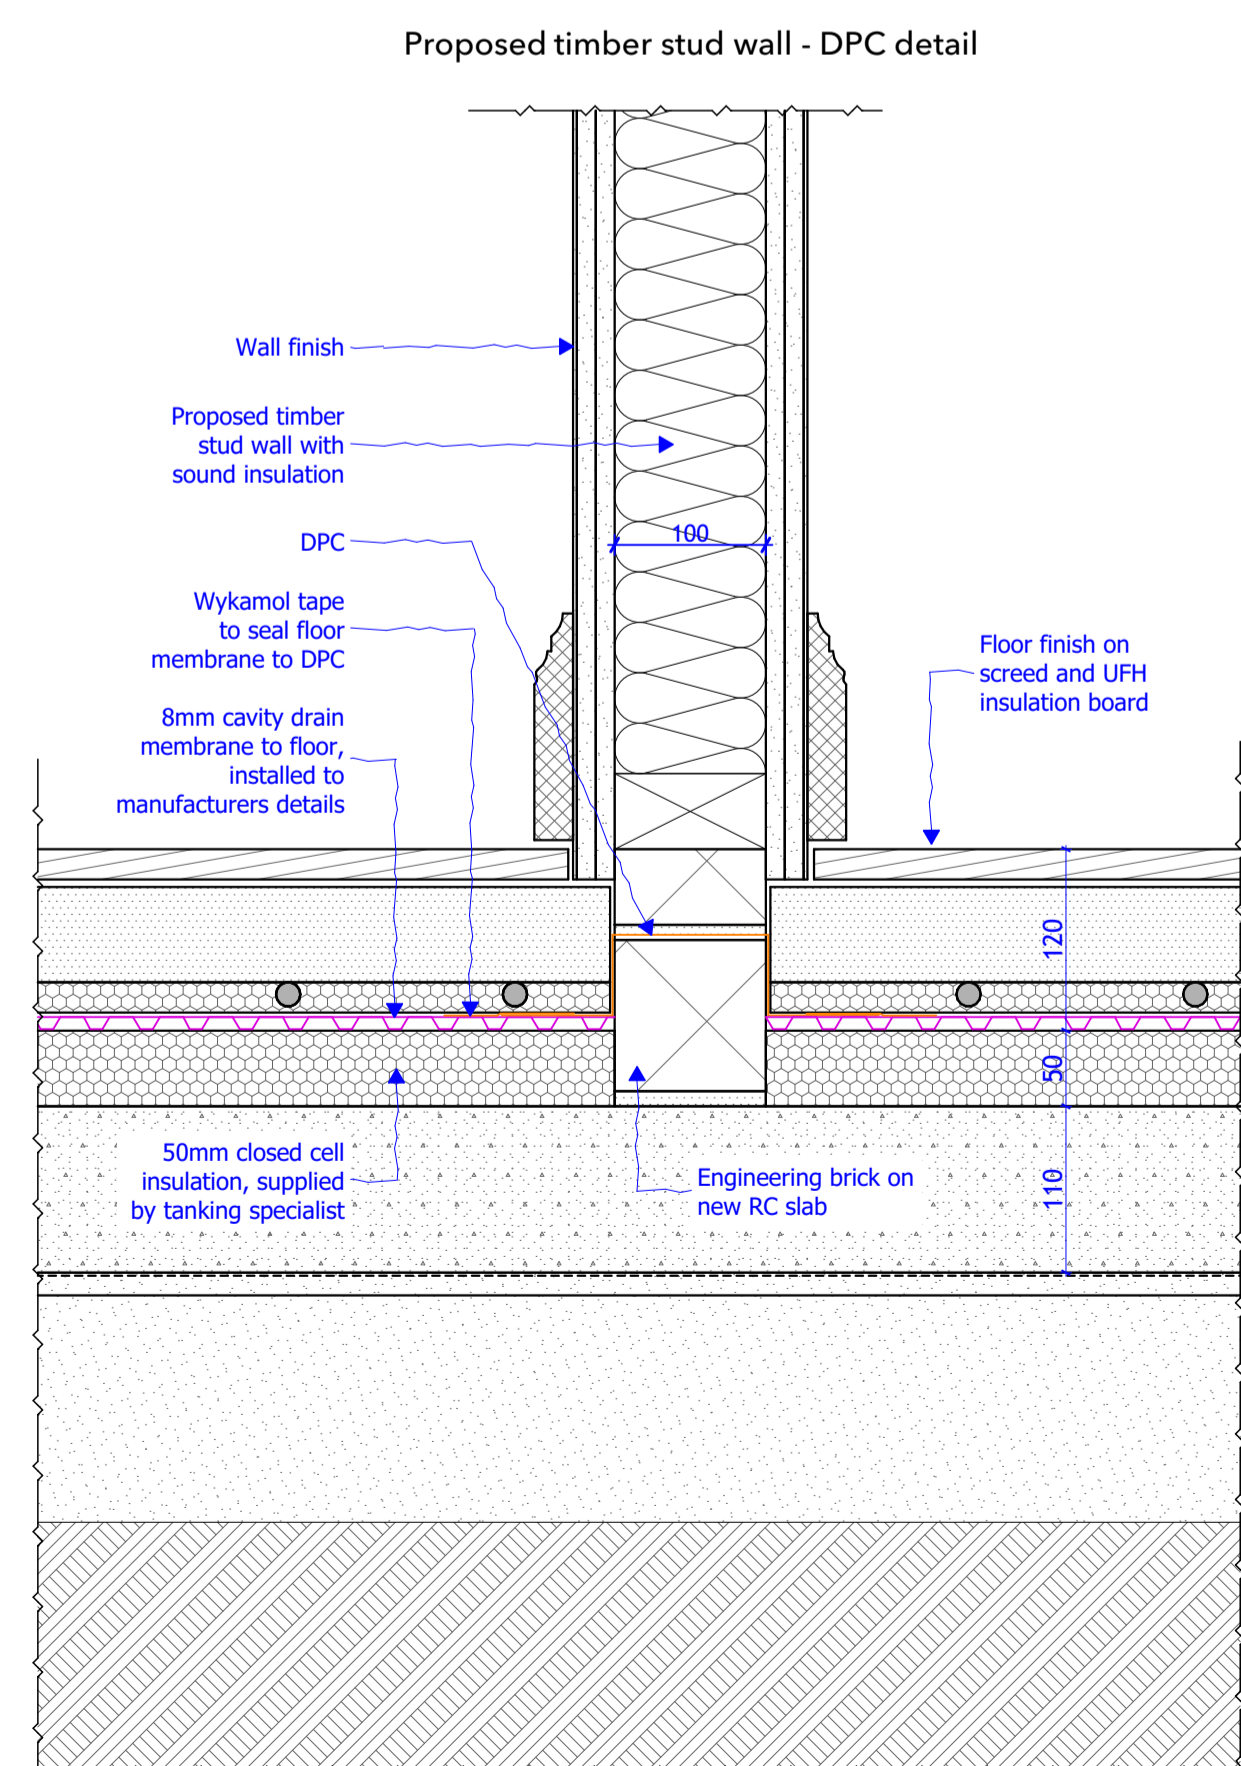 Proposed timber stud wall - DPC detail
Wall finish
Proposed timber
stud wall with
sound insulation
100
DPC
Wykamol tape
to seal floor
membrane to DPC
Floor finish on
screed and UFH
insulation board
8mm cavity drain
membrane to floor,
installed to
manufacturers details
120
50
110
50mm closed cell
insulation, supplied
by tanking specialist
Engineering brick on
new RC slab